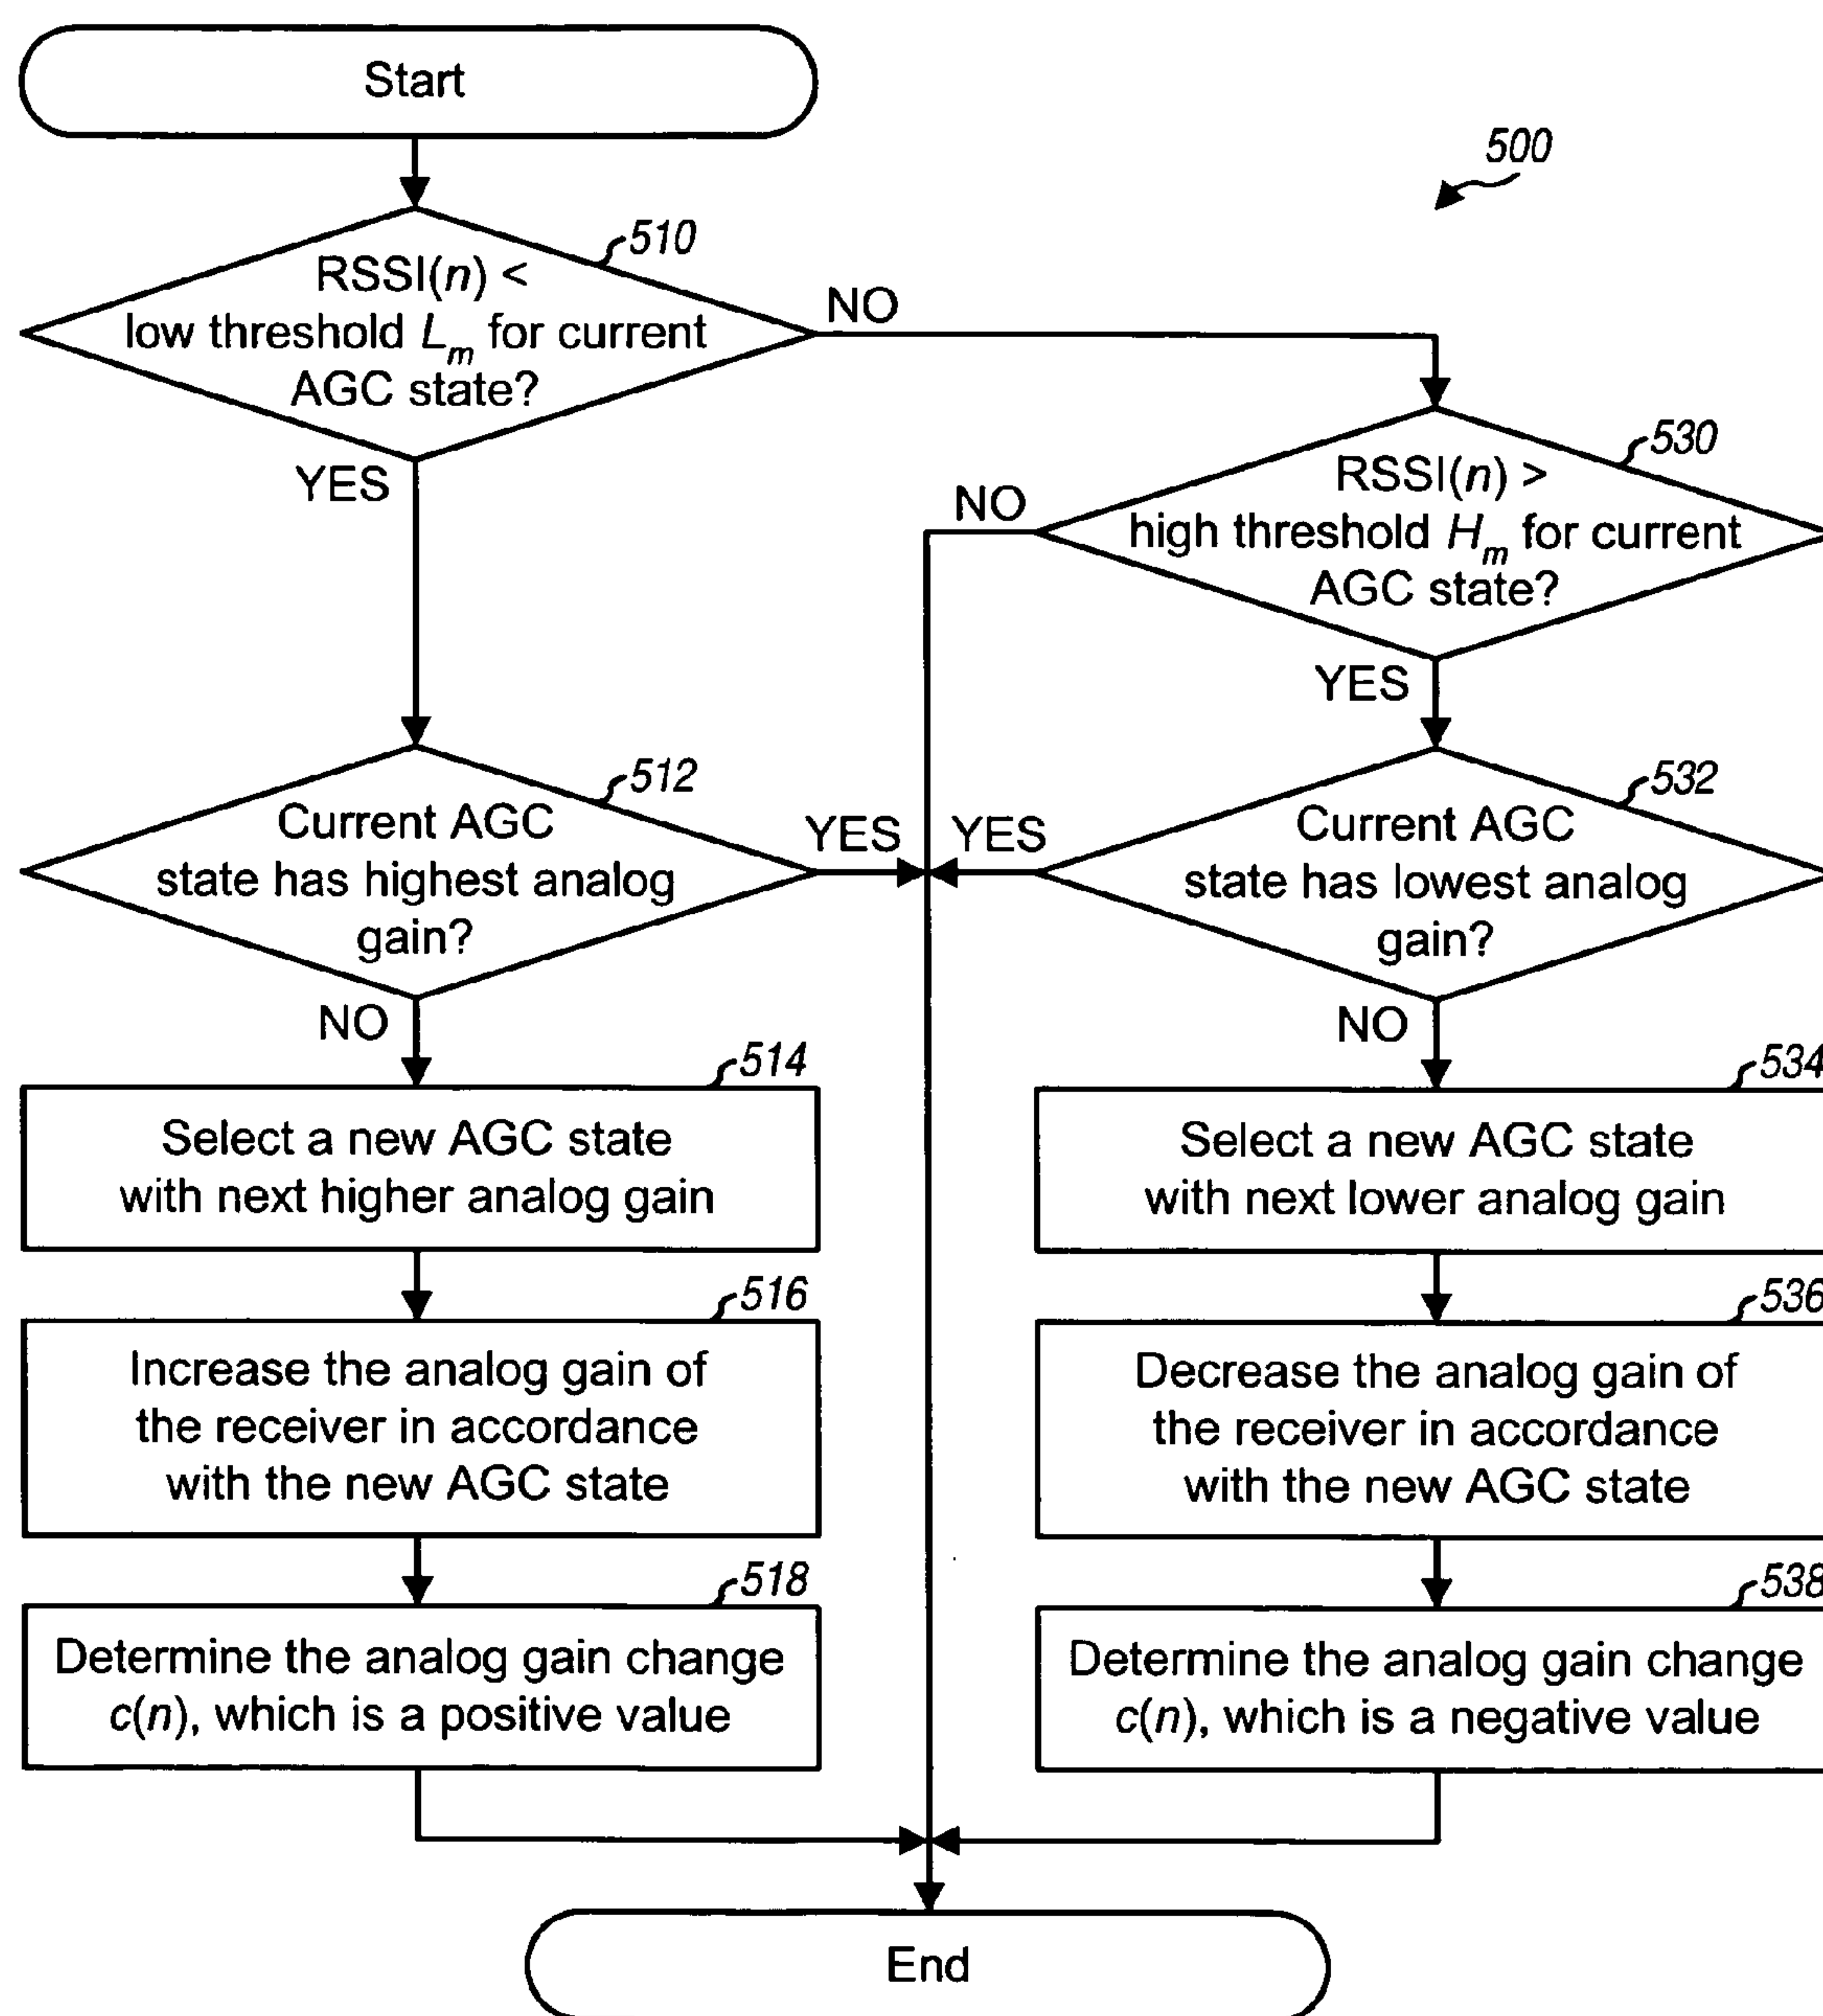 Start
500
510
RSSI(n) <
low threshold Lm for current
AGC state?
NO
YES
530
RSSI(n) >
high threshold Hm for current
AGC state?
NO
YES
512
Current AGC
state has highest analog
gain?
YES
NO
532
Current AGC
state has lowest analog
gain?
YES
NO
514
Select a new AGC state
with next higher analog gain
516
Increase the analog gain of
the receiver in accordance
with the new AGC state
518
Determine the analog gain change
c(n), which is a positive value
534
Select a new AGC state
with next lower analog gain
536
Decrease the analog gain of
the receiver in accordance
with the new AGC state
538
Determine the analog gain change
c(n), which is a negative value
End